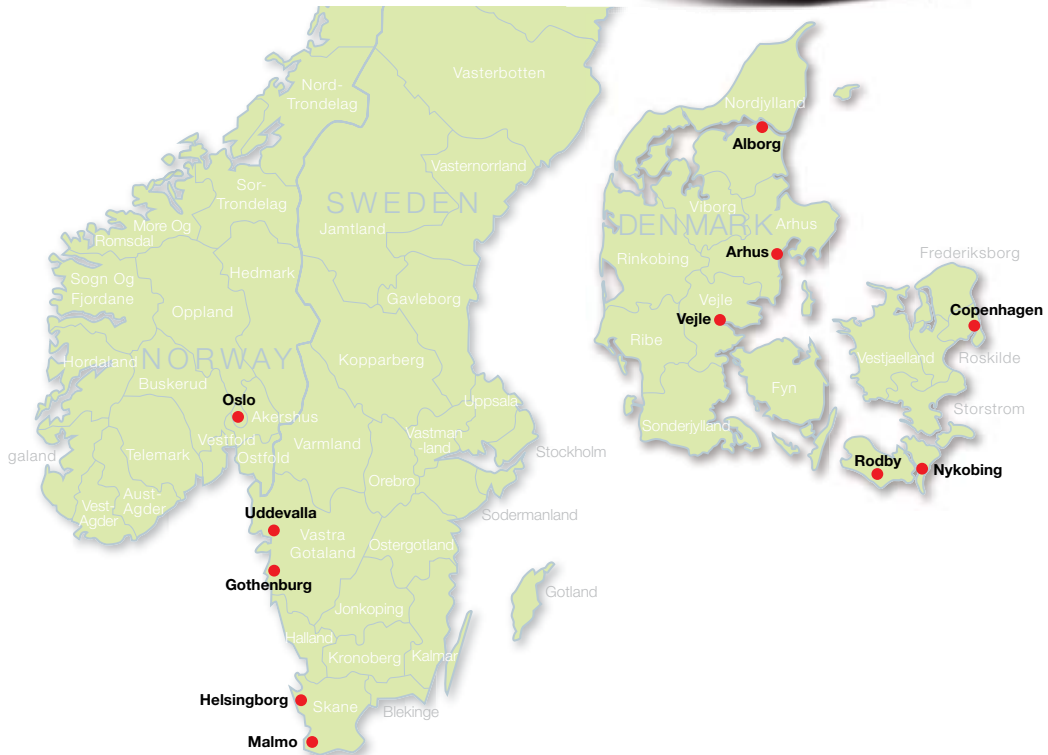 Vasterbotten
Nord-
Trondelag
Nordjylland
Alborg
Vasternorrland
Sor-
Trondelag
SWEDEN
Viborg
DENMARK
Arhus
More Og
Romsdal
Jamtland
Arhus
Frederiksborg
Rinkobing
Hedmark
Sogn Og
Fjordane
Gavleborg
Vejle
Oppland
Copenhagen
Vejle
Ribe
NORWAY
Kopparberg
Hordaland
Vestjaelland
Roskilde
Buskerud
Fyn
Oslo
Uppsala
Akershus
Storstrom
Vestfold
Varmland
Vastman
-land
Sonderjylland
Stockholm
galand
Telemark
Ostfold
Rodby
Nykobing
Orebro
Aust-
Agder
Vest-
Agder
Uddevalla
Sodermanland
Vastra
Gotaland
Ostergotland
Gothenburg
Gotland
Jonkoping
Halland
Kronoberg
Kalmar
Helsingborg
Skane
Blekinge
Malmo